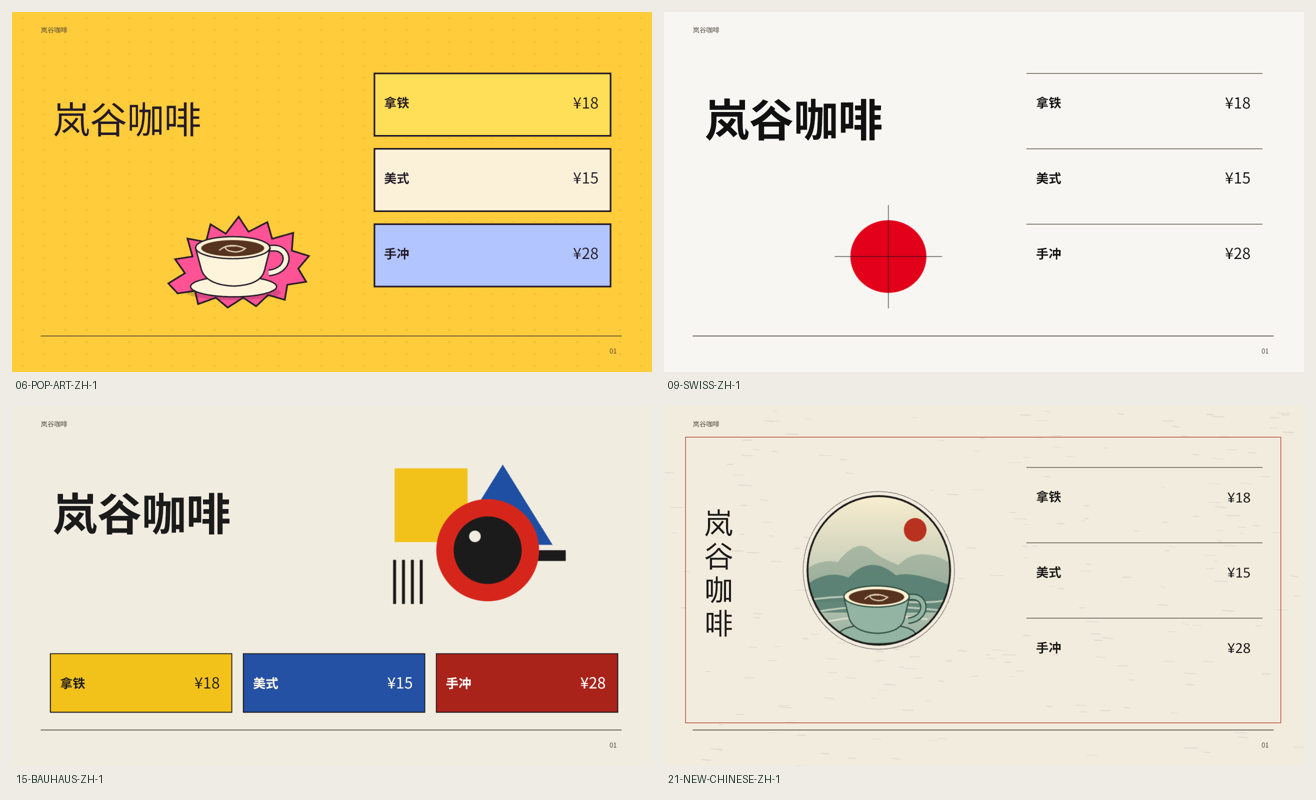 岚谷咖啡
岚谷咖啡
拿铁 ¥18
美式 ¥15
手冲 ¥28
01
06-POP-ART-ZH-1
岚谷咖啡
岚谷咖啡
拿铁 ¥18
美式 ¥15
手冲 ¥28
01
09-SWISS-ZH-1
岚谷咖啡
岚谷咖啡
拿铁 ¥18
美式 ¥15
手冲 ¥28
01
15-BAUHAUS-ZH-1
岚谷咖啡
岚谷咖啡
拿铁 ¥18
美式 ¥15
手冲 ¥28
01
21-NEW-CHINESE-ZH-1